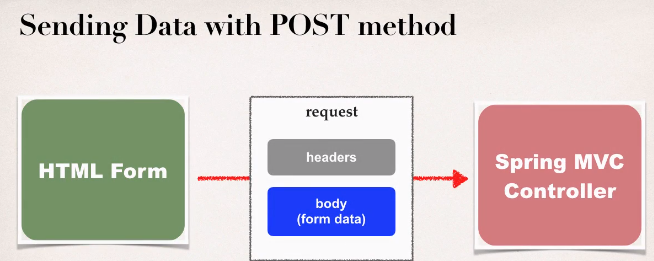 Sending Data with POST method
request
HTML Form
headers
body
(form data)
Spring MVC
Controller